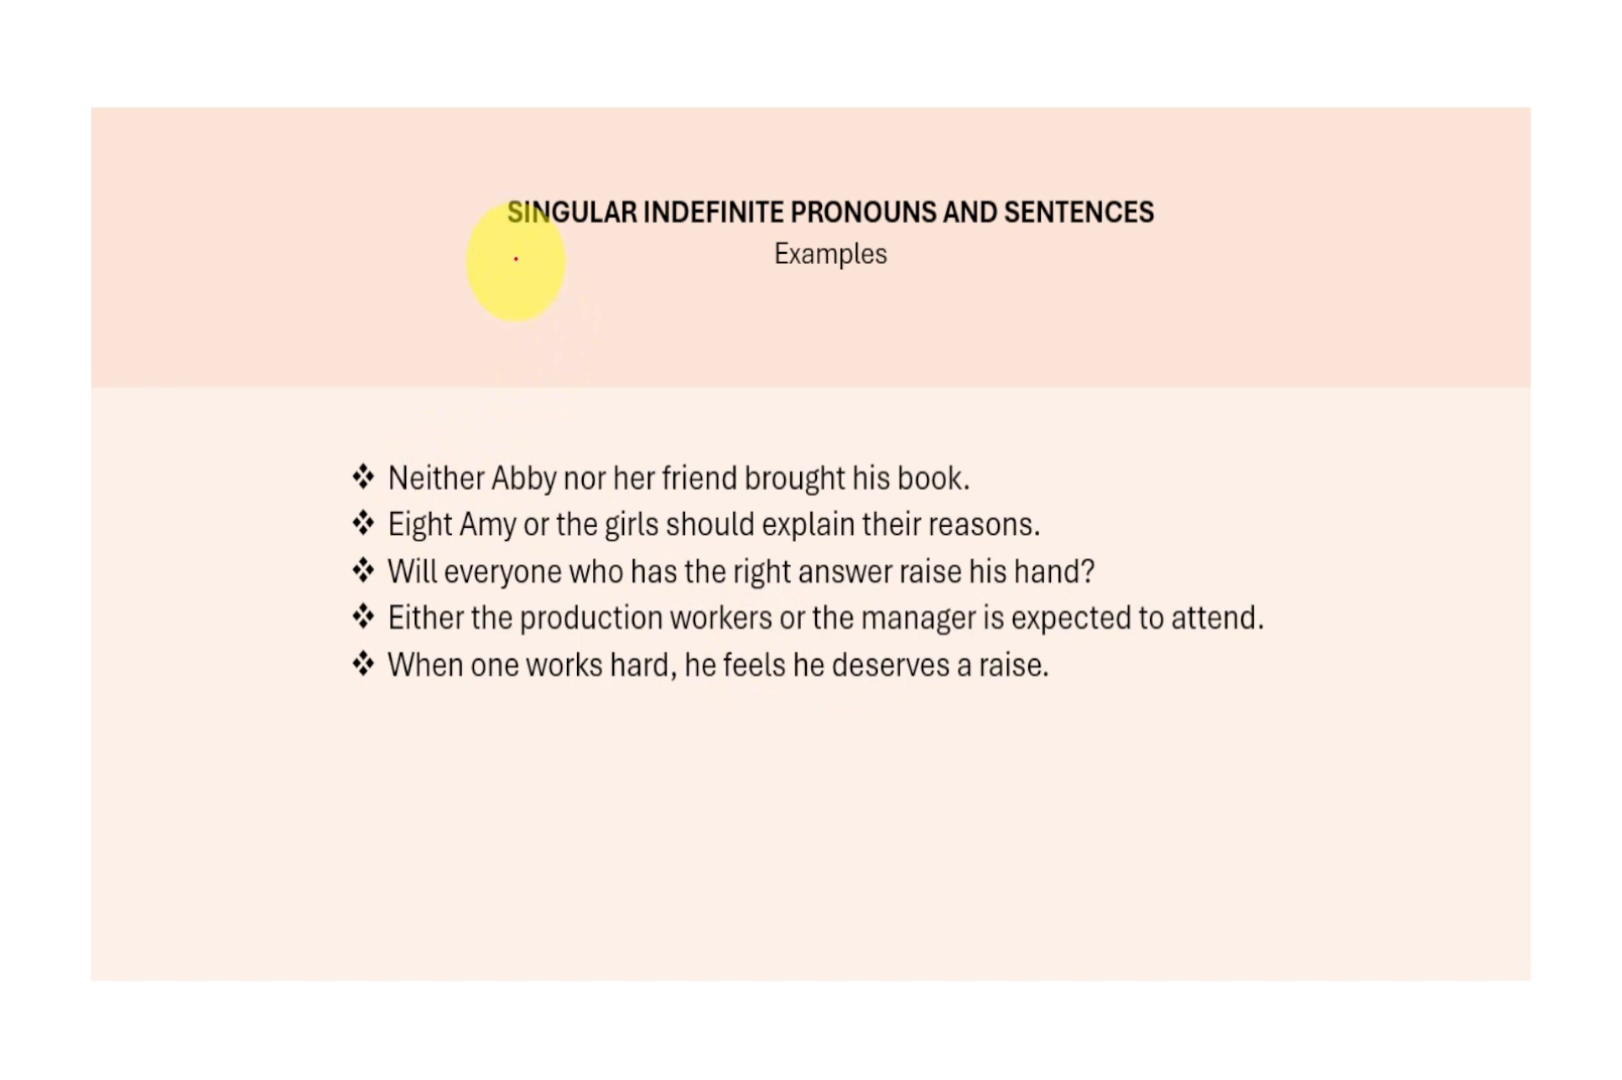 SINGULAR INDEFINITE PRONOUNS AND SENTENCES
Examples
❖ Neither Abby nor her friend brought his book.
❖ Eight Amy or the girls should explain their reasons.
❖ Will everyone who has the right answer raise his hand?
❖ Either the production workers or the manager is expected to attend.
❖ When one works hard, he feels he deserves a raise.